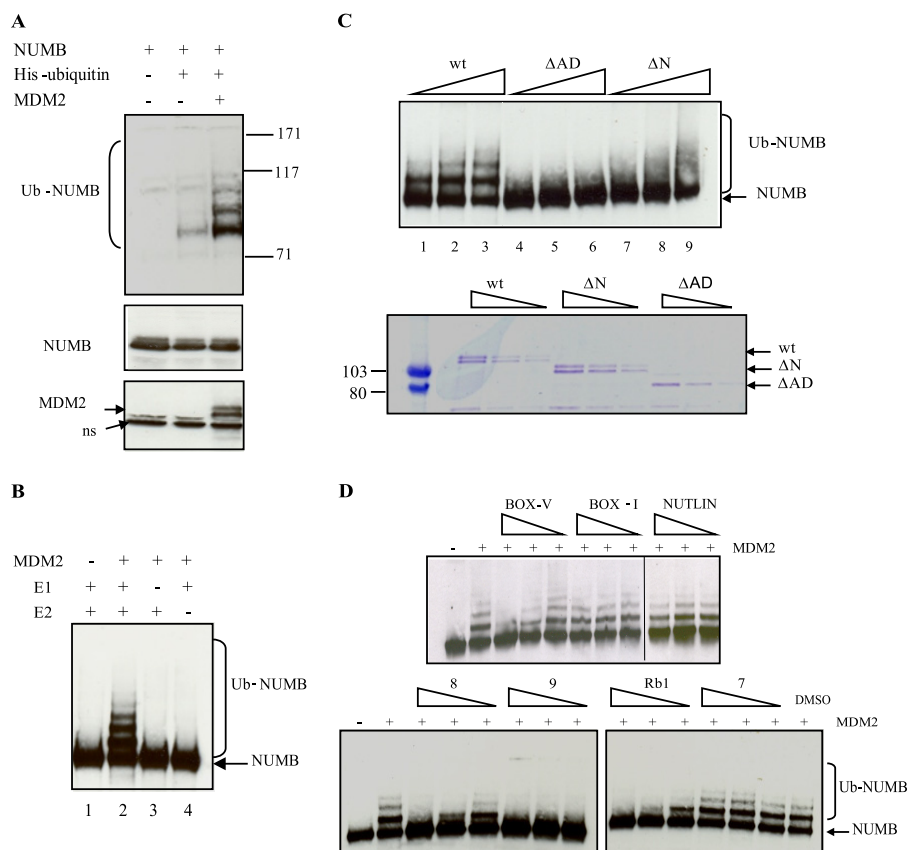 A
NUMB + + +
His-ubiquitin - + +
MDM2 - - +
171
117
Ub-NUMB
71
NUMB
MDM2
ns
C
wt ΔAD ΔN
Ub-NUMB
NUMB
1 2 3 4 5 6 7 8 9
wt ΔN ΔAD
wt
103 ΔN
80 ΔAD
B
MDM2 - + + +
E1 + + - +
E2 + + + -
Ub-NUMB
NUMB
1 2 3 4
D
BOX-V BOX-I NUTLIN
- + + + + + + + + + + MDM2
8 9 Rb1 7 DMSO
- + + + + + + + + + + + + + + MDM2
Ub-NUMB
NUMB